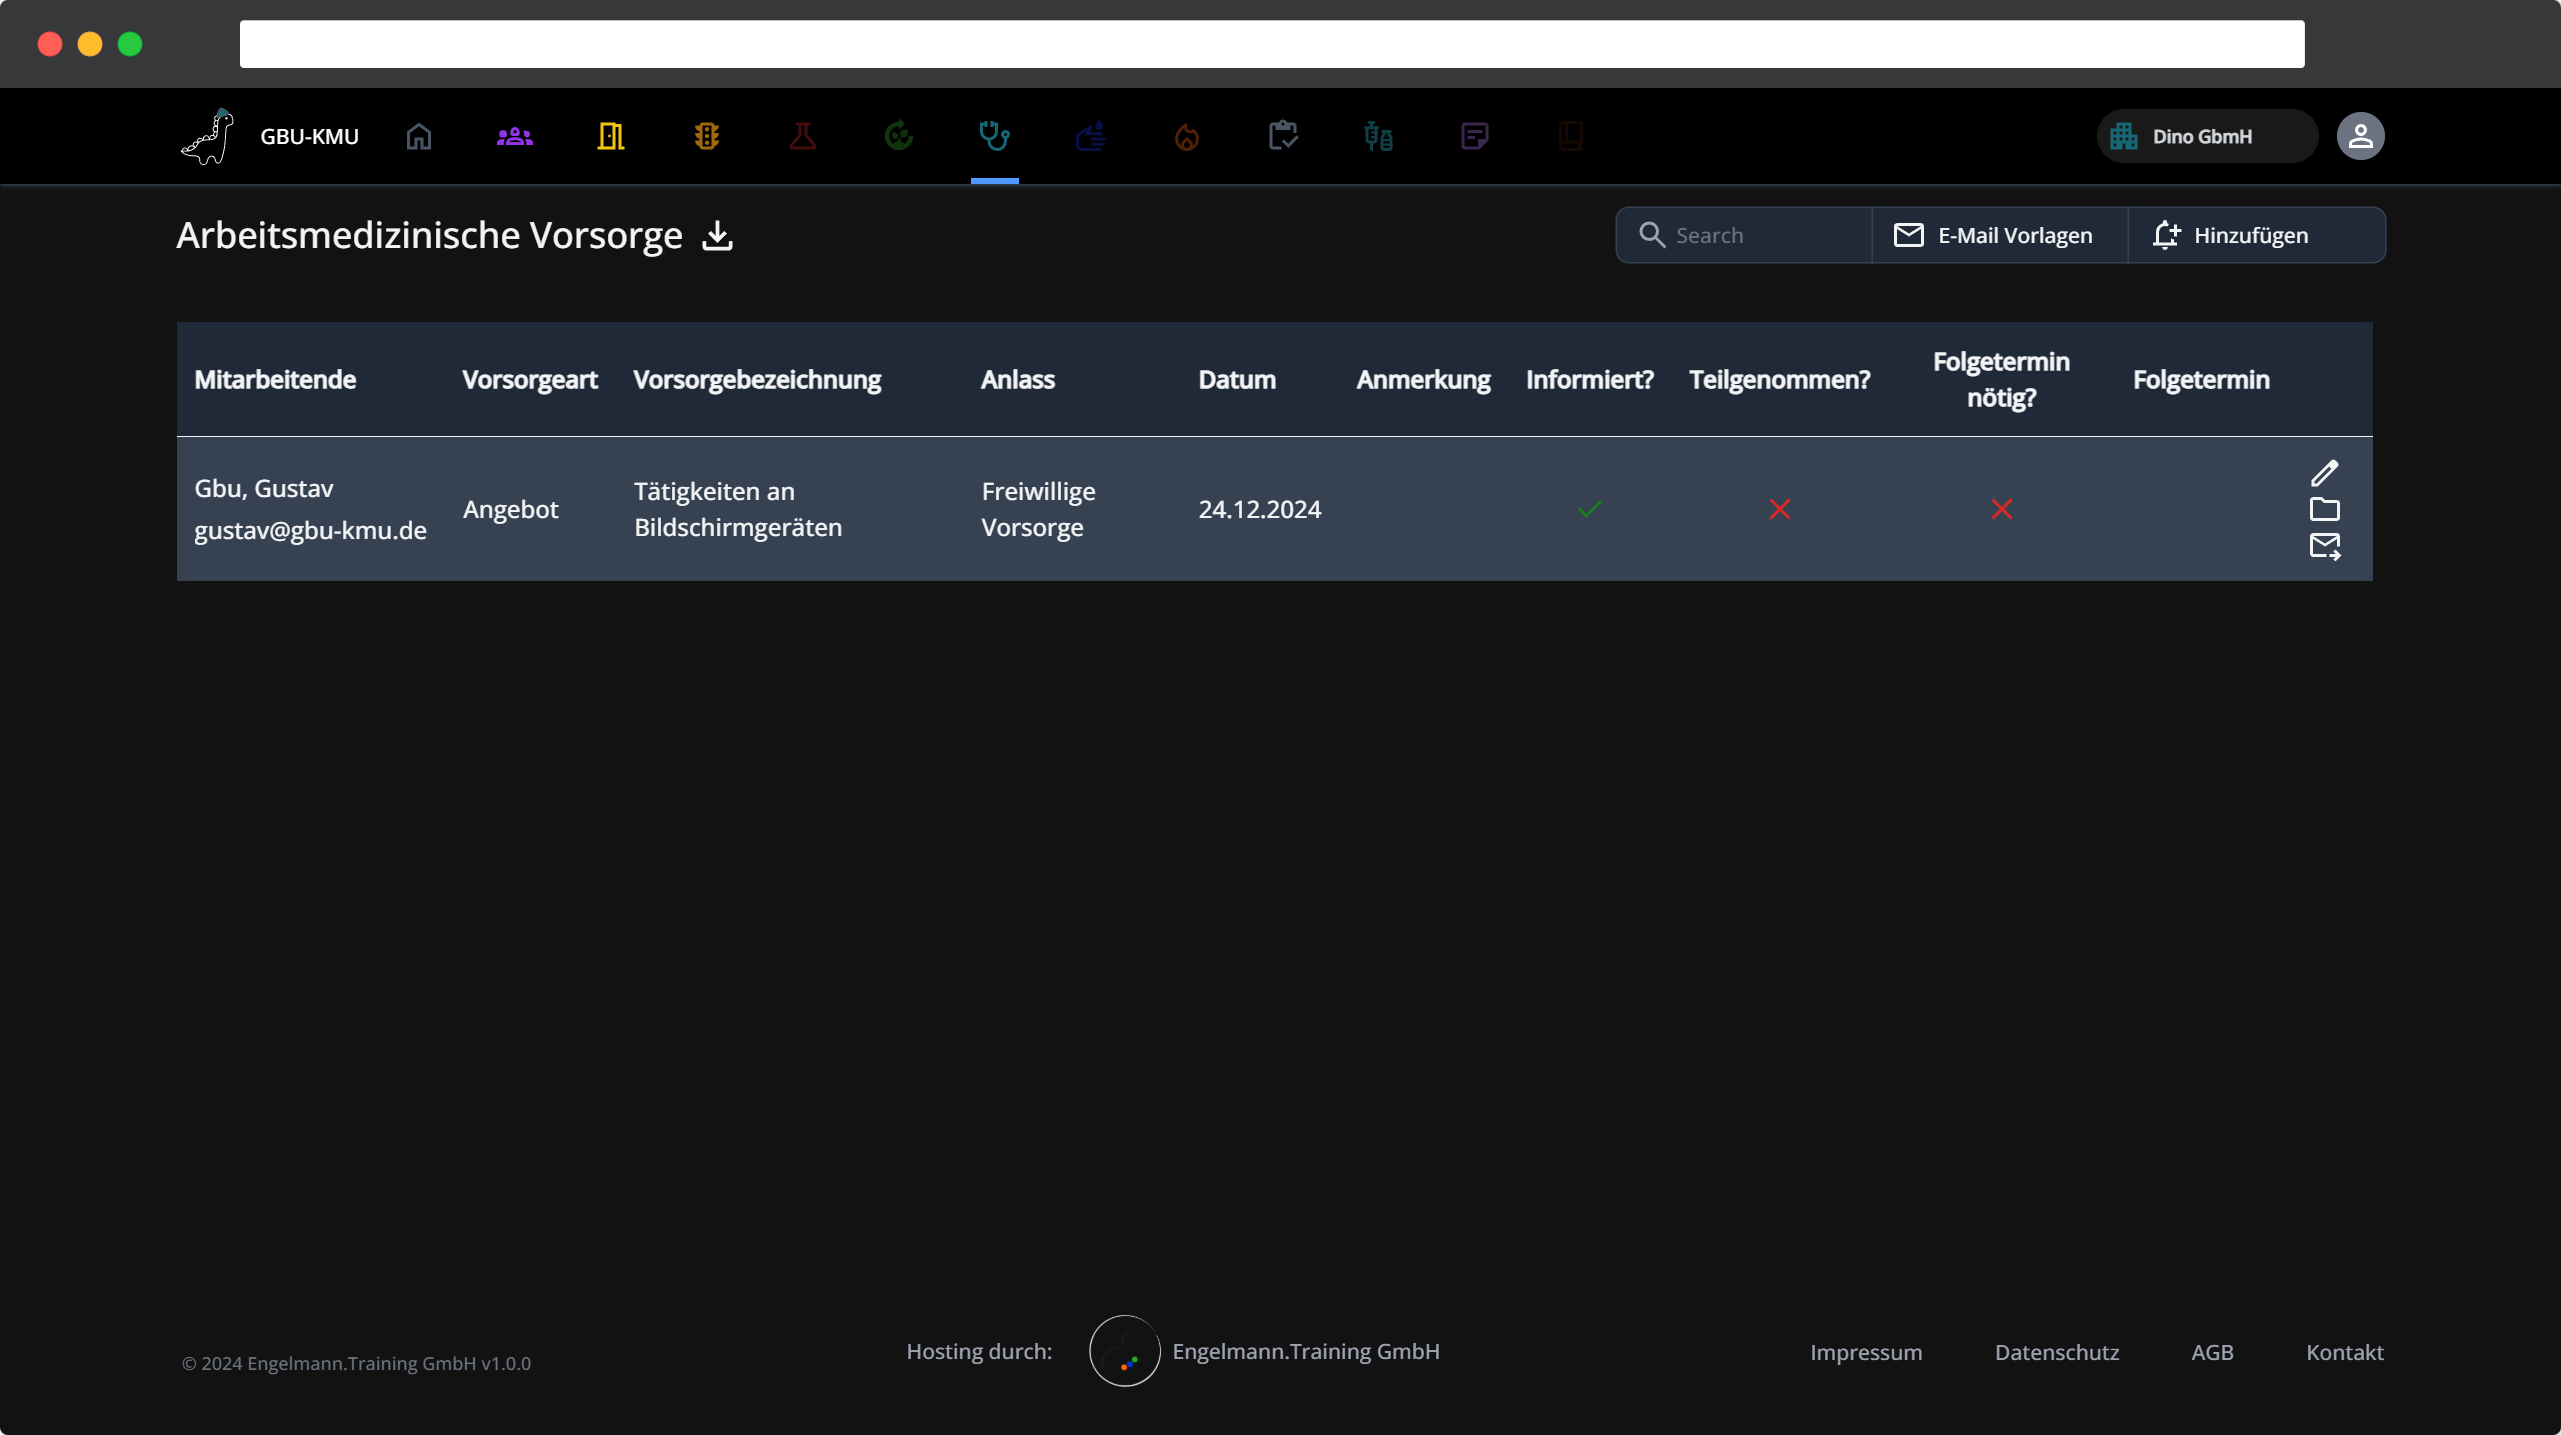 GBU-KMU
Dino GbmH
Arbeitsmedizinische Vorsorge
Search
E-Mail Vorlagen
Hinzufügen
Mitarbeitende
Vorsorgeart
Vorsorgebezeichnung
Anlass
Datum
Anmerkung
Informiert?
Teilgenommen?
Folgetermin
nötig?
Folgetermin
Gbu, Gustav
gustav@gbu-kmu.de
Angebot
Tätigkeiten an
Bildschirmgeräten
Freiwillige
Vorsorge
24.12.2024
© 2024 Engelmann.Training GmbH v1.0.0
Hosting durch:
Engelmann.Training GmbH
Impressum
Datenschutz
AGB
Kontakt